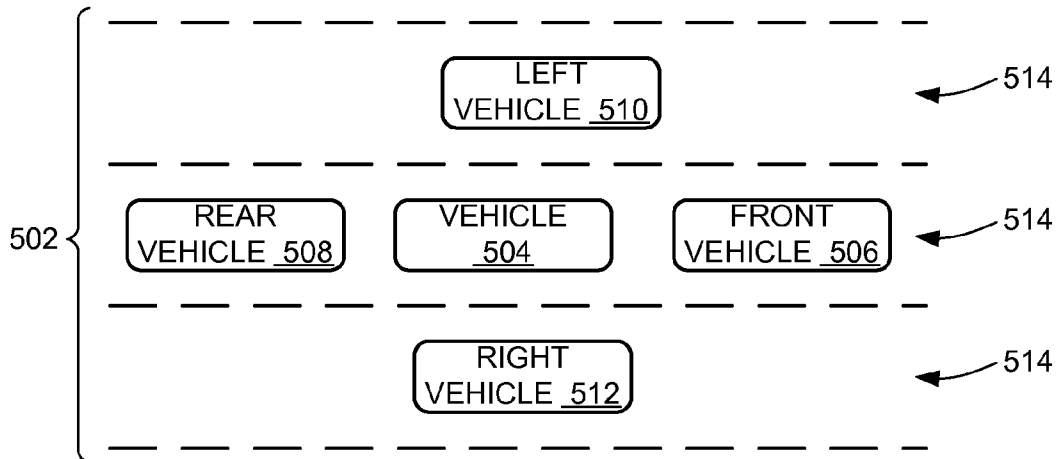 LEFT
VEHICLE 510
514
REAR
VEHICLE 508
VEHICLE
504
FRONT
VEHICLE 506
514
502
RIGHT
VEHICLE 512
514